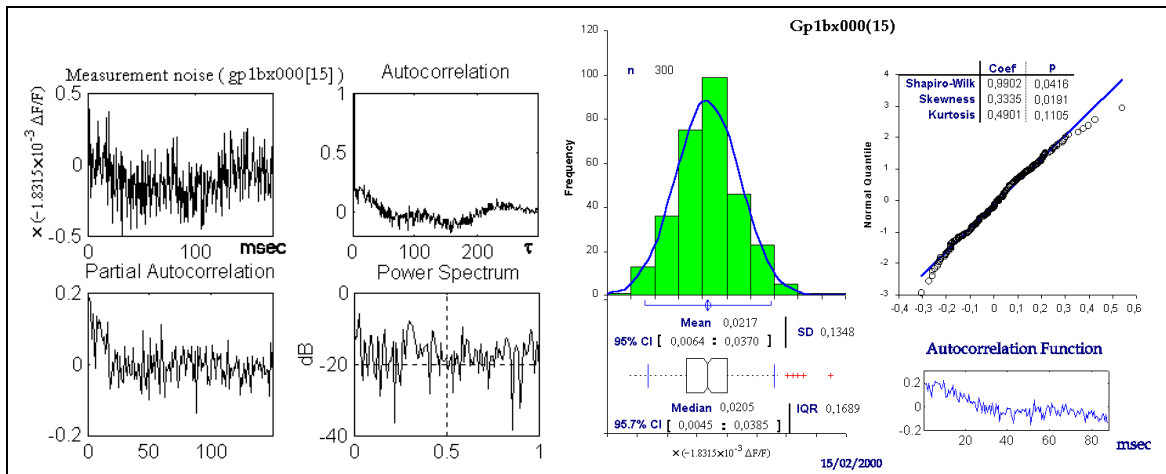 Gp1bx000(15)
Measurement noise ( gp1bx000[15] )
Autocorrelation
× (−1.8315×10⁻³ ΔF/F)
0.5
0
-0.5
0
100
msec
1
0
0
100
200
τ
Partial Autocorrelation
Power Spectrum
0.2
0
-0.2
0
50
100
dB
0
-20
-40
0
0.5
1
Frequency
120
100
80
60
40
20
0
n 300
Mean 0,0217
SD 0,1348
95% CI [ 0,0064 : 0,0370 ]
Median 0,0205
IQR 0,1689
95.7% CI [ 0,0045 : 0,0385 ]
× (−1.8315×10⁻³ ΔF/F)
15/02/2000
Coef p
Shapiro-Wilk 0,9902 0,0416
Skewness 0,3335 0,0191
Kurtosis 0,4901 0,1105
Normal Quantile
4
3
2
1
0
-1
-2
-3
-0,4 -0,3 -0,2 -0,1 0 0,1 0,2 0,3 0,4 0,5 0,6
Autocorrelation Function
0.2
0
-0.2
20 40 60 80
msec